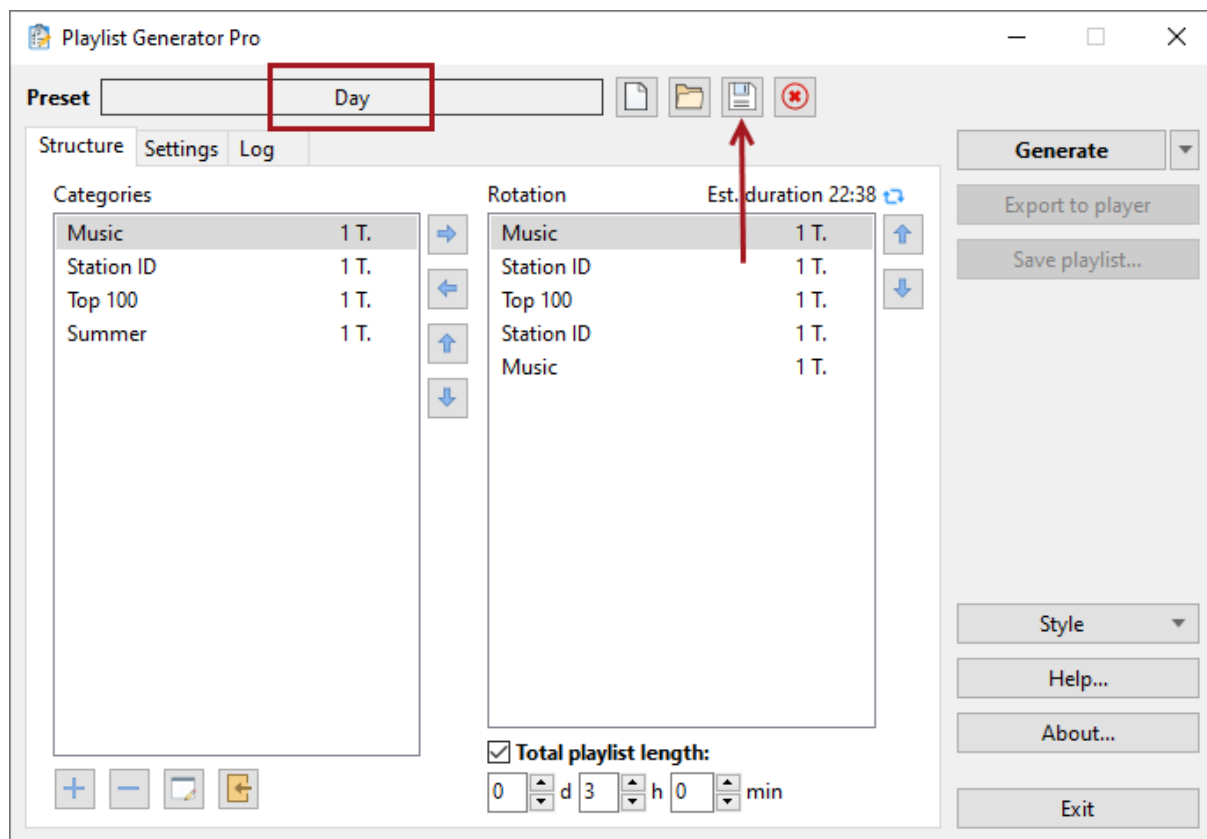 Playlist Generator Pro
Preset Day
Structure Settings Log
Generate
Categories
Music 1 T.
Station ID 1 T.
Top 100 1 T.
Summer 1 T.
Rotation Est. duration 22:38
Music 1 T.
Station ID 1 T.
Top 100 1 T.
Station ID 1 T.
Music 1 T.
Total playlist length:
0 d 3 h 0 min
Export to player
Save playlist...
Style
Help...
About...
Exit